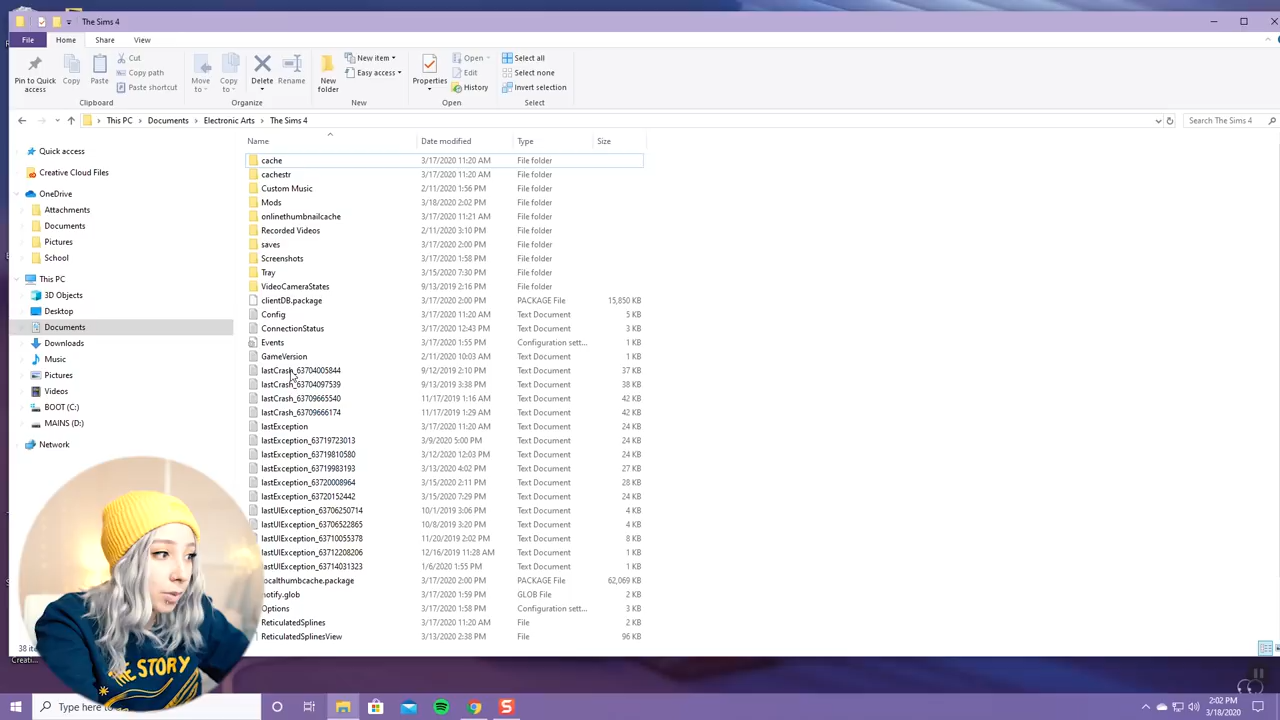 The Sims 4
File Home Share View
Pin to Quick access
Copy
Paste
Cut
Copy path
Paste shortcut
Clipboard
Move to
Copy to
Delete
Rename
Organize
New folder
New item
Easy access
New
Properties
Open
Edit
History
Open
Select all
Select none
Invert selection
Select
This PC > Documents > Electronic Arts > The Sims 4
Search The Sims 4
Quick access
Creative Cloud Files
OneDrive
Attachments
Documents
Pictures
School
This PC
3D Objects
Desktop
Documents
Downloads
Music
Pictures
Videos
BOOT (C:)
MAINS (D:)
Network
Name Date modified Type Size
cache 3/17/2020 11:20 AM File folder
cachestr 3/17/2020 11:20 AM File folder
Custom Music 2/11/2020 1:56 PM File folder
Mods 3/18/2020 2:02 PM File folder
onlinethumbnailcache 3/17/2020 11:21 AM File folder
Recorded Videos 2/11/2020 3:10 PM File folder
saves 3/17/2020 2:00 PM File folder
Screenshots 3/17/2020 1:58 PM File folder
Tray 3/15/2020 7:30 PM File folder
VideoCameraStates 9/13/2019 2:16 PM File folder
clientDB.package 3/17/2020 2:00 PM PACKAGE File 15,850 KB
Config 3/17/2020 11:20 AM Text Document 5 KB
ConnectionStatus 3/17/2020 12:43 PM Text Document 3 KB
Events 3/17/2020 1:55 PM Configuration sett... 1 KB
GameVersion 2/11/2020 10:03 AM Text Document 1 KB
lastCrash_63704005844 9/12/2019 2:10 PM Text Document 37 KB
lastCrash_63704097539 9/13/2019 3:38 PM Text Document 38 KB
lastCrash_63709665540 11/17/2019 1:16 AM Text Document 42 KB
lastCrash_63709666174 11/17/2019 1:29 AM Text Document 42 KB
lastException 3/17/2020 11:20 AM Text Document 24 KB
lastException_63719723013 3/9/2020 5:00 PM Text Document 24 KB
lastException_63719810580 3/12/2020 12:03 PM Text Document 24 KB
lastException_63719983193 3/13/2020 4:02 PM Text Document 27 KB
lastException_63720008964 3/15/2020 2:11 PM Text Document 28 KB
lastException_63720152442 3/15/2020 7:29 PM Text Document 24 KB
lastUIException_63706250714 10/1/2019 3:06 PM Text Document 4 KB
lastUIException_63706522865 10/8/2019 3:20 PM Text Document 4 KB
lastUIException_63710055378 11/20/2019 2:02 PM Text Document 8 KB
lastUIException_63712208206 12/16/2019 11:28 AM Text Document 1 KB
lastUIException_63714031323 1/6/2020 1:55 PM Text Document 1 KB
ocalthumbcache.package 3/17/2020 2:00 PM PACKAGE File 62,069 KB
notify.glob 3/17/2020 1:59 PM GLOB File 2 KB
Options 3/17/2020 1:58 PM Configuration sett... 3 KB
ReticulatedSplines 3/17/2020 11:20 AM File 2 KB
ReticulatedSplinesView 3/13/2020 2:38 PM File 96 KB
38 ite
Creati...
THE STORY
Type here to
2:02 PM
3/18/2020